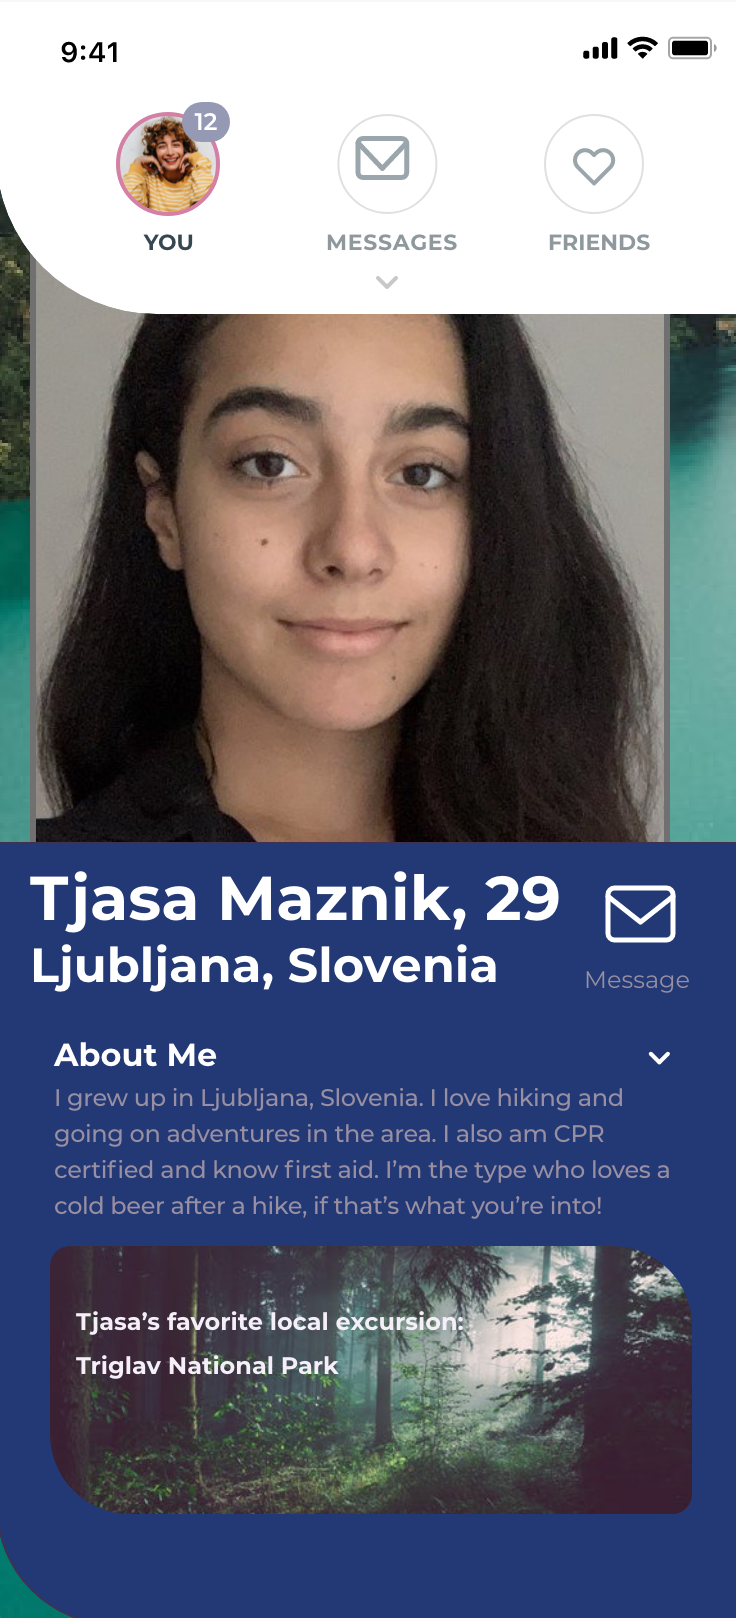 9:41
12
YOU
MESSAGES
FRIENDS
Tjasa Maznik, 29
Ljubljana, Slovenia
Message
About Me
I grew up in Ljubljana, Slovenia. I love hiking and
going on adventures in the area. I also am CPR
certified and know first aid. I’m the type who loves a
cold beer after a hike, if that’s what you’re into!
Tjasa’s favorite local excursion:
Triglav National Park